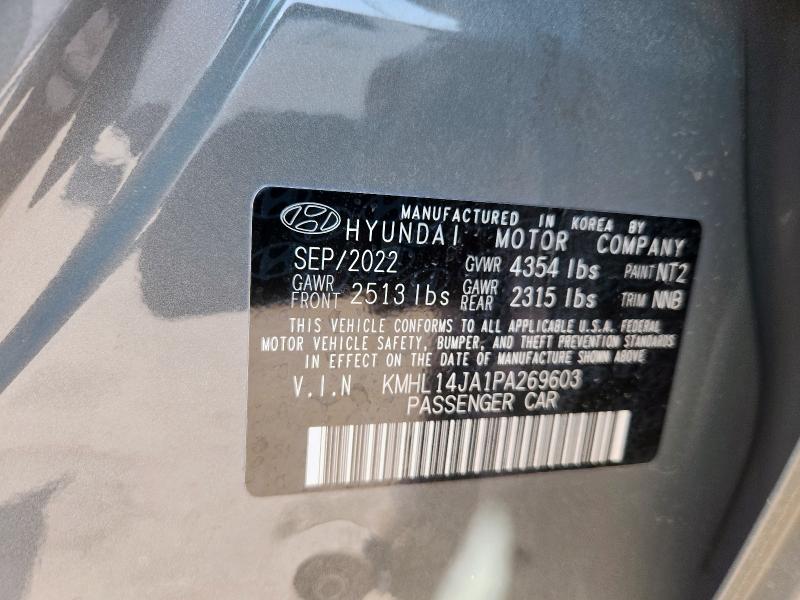 MANUFACTURED IN KOREA BY
HYUNDAI MOTOR COMPANY
SEP/2022 GVWR 4354 lbs PAINT NT2
GAWR FRONT 2513 lbs GAWR REAR 2315 lbs TRIM NNB
THIS VEHICLE CONFORMS TO ALL APPLICABLE U.S.A. FEDERAL
MOTOR VEHICLE SAFETY, BUMPER, AND THEFT PREVENTION STANDARDS
IN EFFECT ON THE DATE OF MANUFACTURE SHOWN ABOVE.
V.I.N KMHL14JA1PA269603
PASSENGER CAR